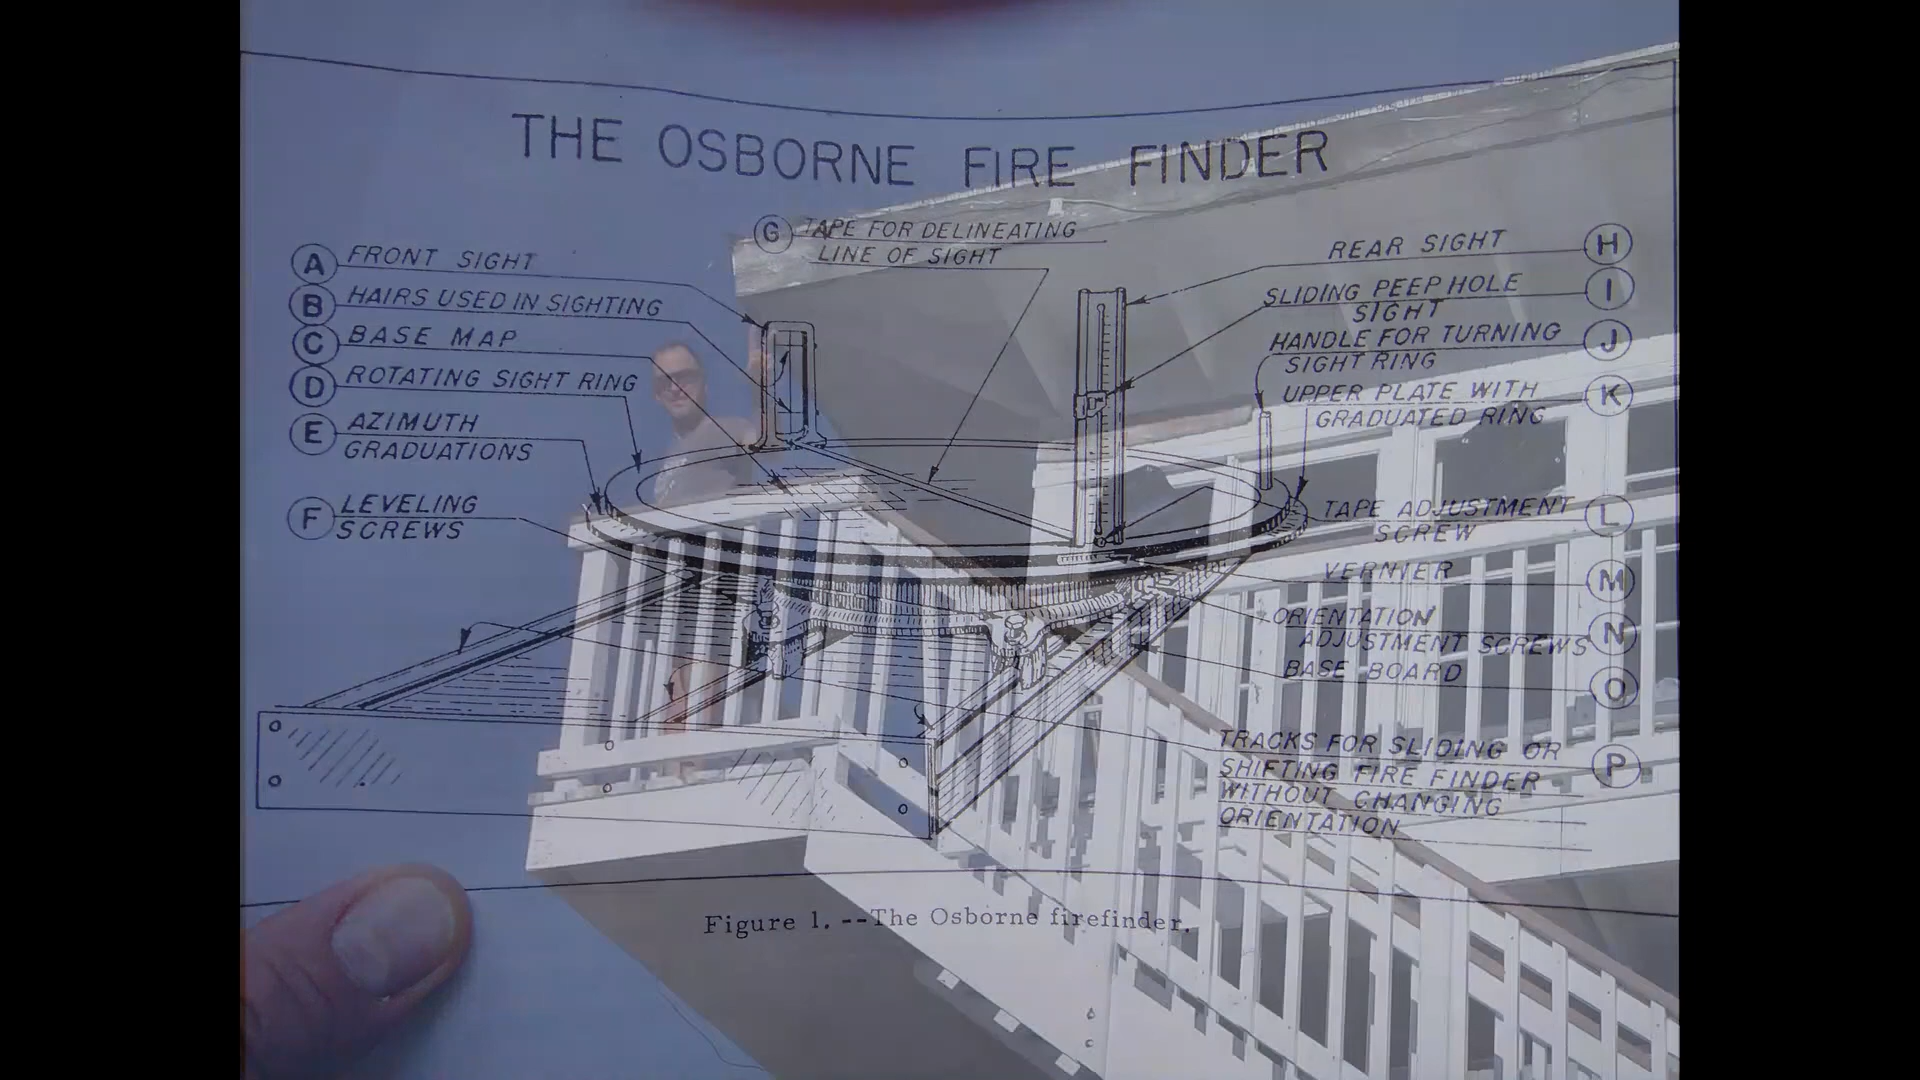 THE OSBORNE FIRE FINDER
G TAPE FOR DELINEATING
LINE OF SIGHT
A FRONT SIGHT
B HAIRS USED IN SIGHTING
C BASE MAP
D ROTATING SIGHT RING
E AZIMUTH
GRADUATIONS
F LEVELING
SCREWS
REAR SIGHT H
SLIDING PEEP HOLE I
SIGHT
HANDLE FOR TURNING J
SIGHT RING
UPPER PLATE WITH K
GRADUATED RING
TAPE ADJUSTMENT L
SCREW
VERNIER M
ORIENTATION N
ADJUSTMENT SCREWS
BASE BOARD O
TRACKS FOR SLIDING OR P
SHIFTING FIRE FINDER
WITHOUT CHANGING
ORIENTATION
Figure 1. --The Osborne firefinder.